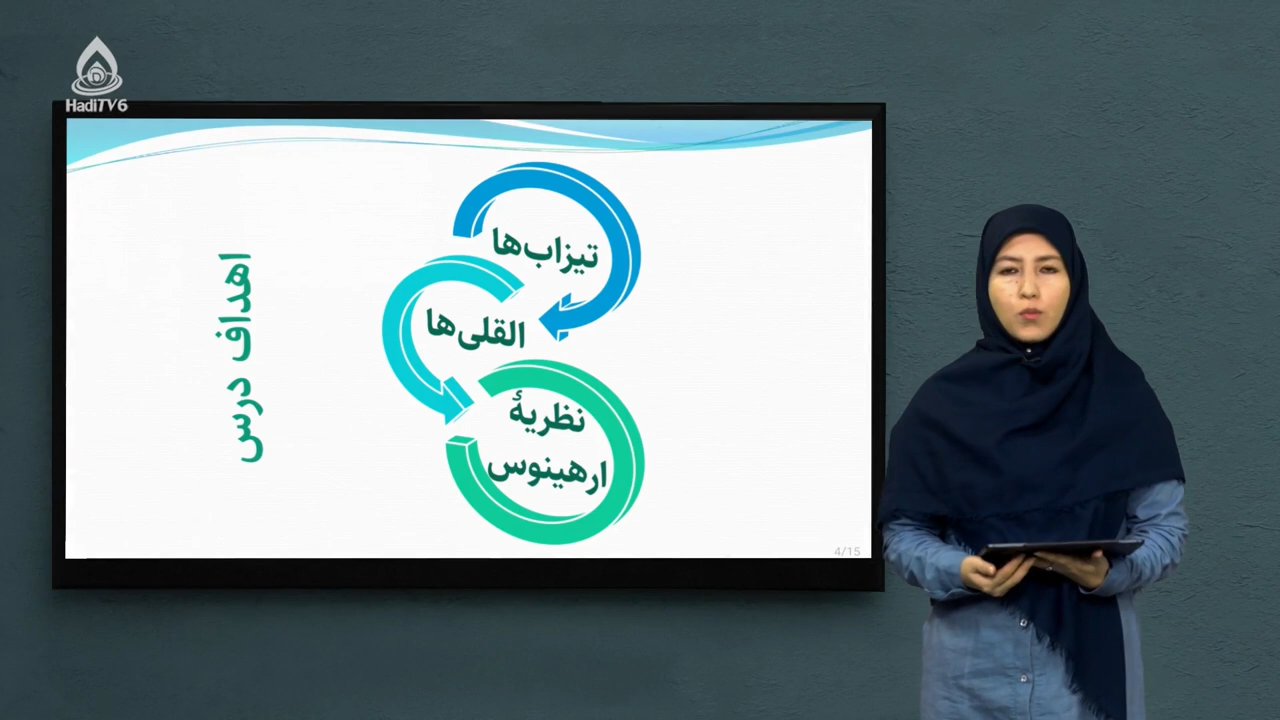 HadiTV6
اهداف درس
تیزاب‌ها
القلی‌ها
نظریهٔ
ارهینوس
4/15